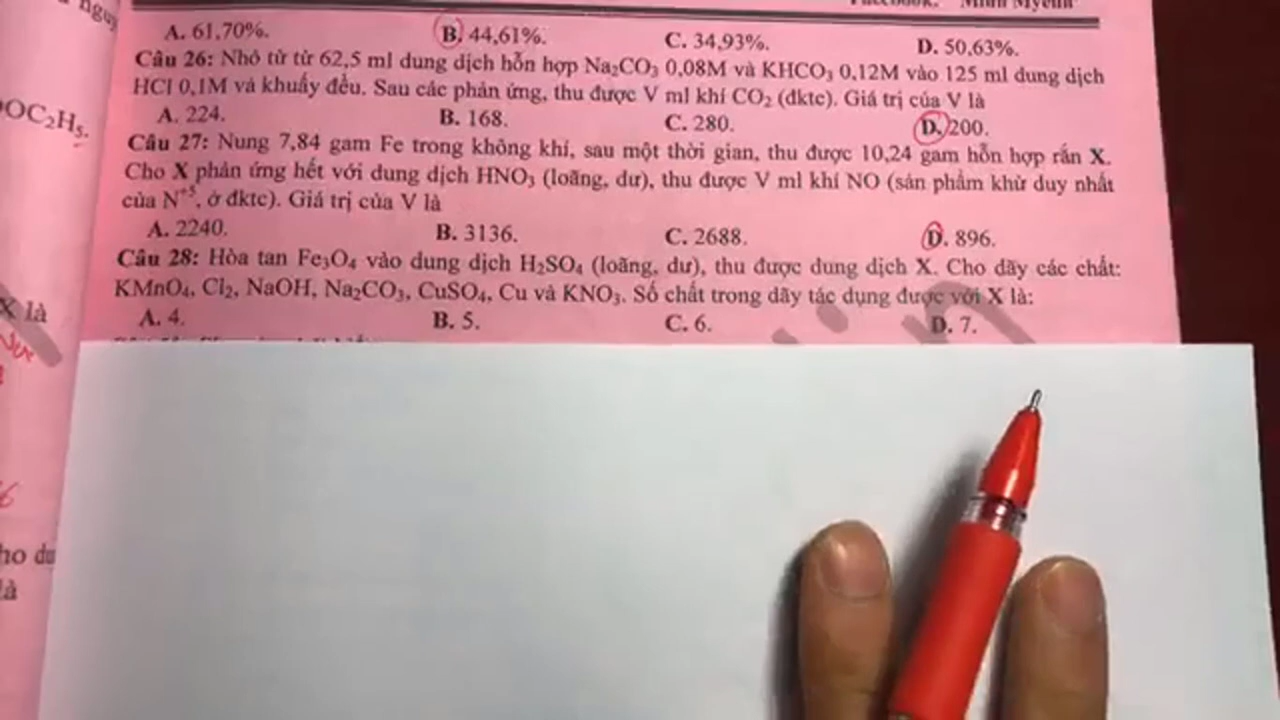 Facebook: Minh Myelin
A. 61,70%. B. 44,61%. C. 34,93%. D. 50,63%.
Câu 26: Nhỏ từ từ 62,5 ml dung dịch hỗn hợp Na₂CO₃ 0,08M và KHCO₃ 0,12M vào 125 ml dung dịch
HCl 0,1M và khuấy đều. Sau các phản ứng, thu được V ml khí CO₂ (đktc). Giá trị của V là
A. 224. B. 168. C. 280. D. 200.
Câu 27: Nung 7,84 gam Fe trong không khí, sau một thời gian, thu được 10,24 gam hỗn hợp rắn X.
Cho X phản ứng hết với dung dịch HNO₃ (loãng, dư), thu được V ml khí NO (sản phẩm khử duy nhất
của N⁺⁵, ở đktc). Giá trị của V là
A. 2240. B. 3136. C. 2688. D. 896.
Câu 28: Hòa tan Fe₃O₄ vào dung dịch H₂SO₄ (loãng, dư), thu được dung dịch X. Cho dãy các chất:
KMnO₄, Cl₂, NaOH, Na₂CO₃, CuSO₄, Cu và KNO₃. Số chất trong dãy tác dụng được với X là:
A. 4. B. 5. C. 6. D. 7.
OC₂H₅.
X là
ho du
là